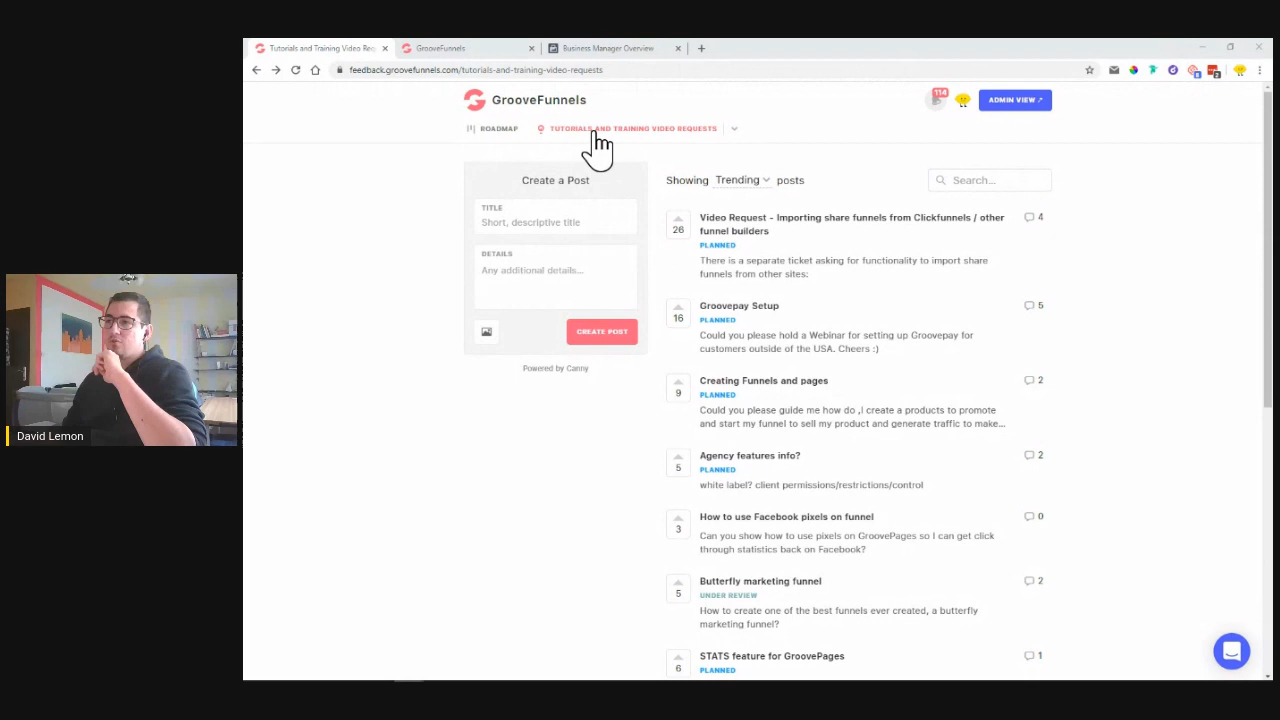 Tutorials and Training Video Req
GrooveFunnels
Business Manager Overview
feedback.groovefunnels.com/tutorials-and-training-video-requests
GrooveFunnels
114
ADMIN VIEW ↗
ROADMAP
TUTORIALS AND TRAINING VIDEO REQUESTS
Create a Post
TITLE
Short, descriptive title
DETAILS
Any additional details...
CREATE POST
Powered by Canny
Showing Trending posts
Search...
26
Video Request - Importing share funnels from Clickfunnels / other
funnel builders
4
PLANNED
There is a separate ticket asking for functionality to import share
funnels from other sites:
16
Groovepay Setup
5
PLANNED
Could you please hold a Webinar for setting up Groovepay for
customers outside of the USA. Cheers :)
9
Creating Funnels and pages
2
PLANNED
Could you please guide me how do ,I create a products to promote
and start my funnel to sell my product and generate traffic to make...
5
Agency features info?
2
PLANNED
white label? client permissions/restrictions/control
3
How to use Facebook pixels on funnel
0
Can you show how to use pixels on GroovePages so I can get click
through statistics back on Facebook?
5
Butterfly marketing funnel
2
UNDER REVIEW
How to create one of the best funnels ever created, a butterfly
marketing funnel?
6
STATS feature for GroovePages
1
PLANNED
David Lemon